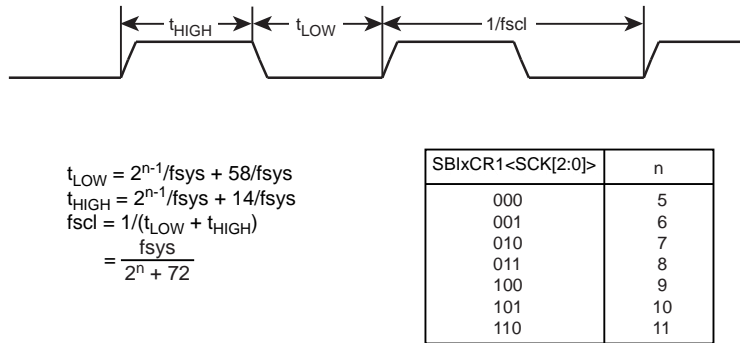 tHIGH tLOW 1/fscl
tLOW = 2n-1/fsys + 58/fsys
tHIGH = 2n-1/fsys + 14/fsys
fscl = 1/(tLOW + tHIGH)
= fsys
2n + 72
SBIxCR1<SCK[2:0]> n
000 5
001 6
010 7
011 8
100 9
101 10
110 11